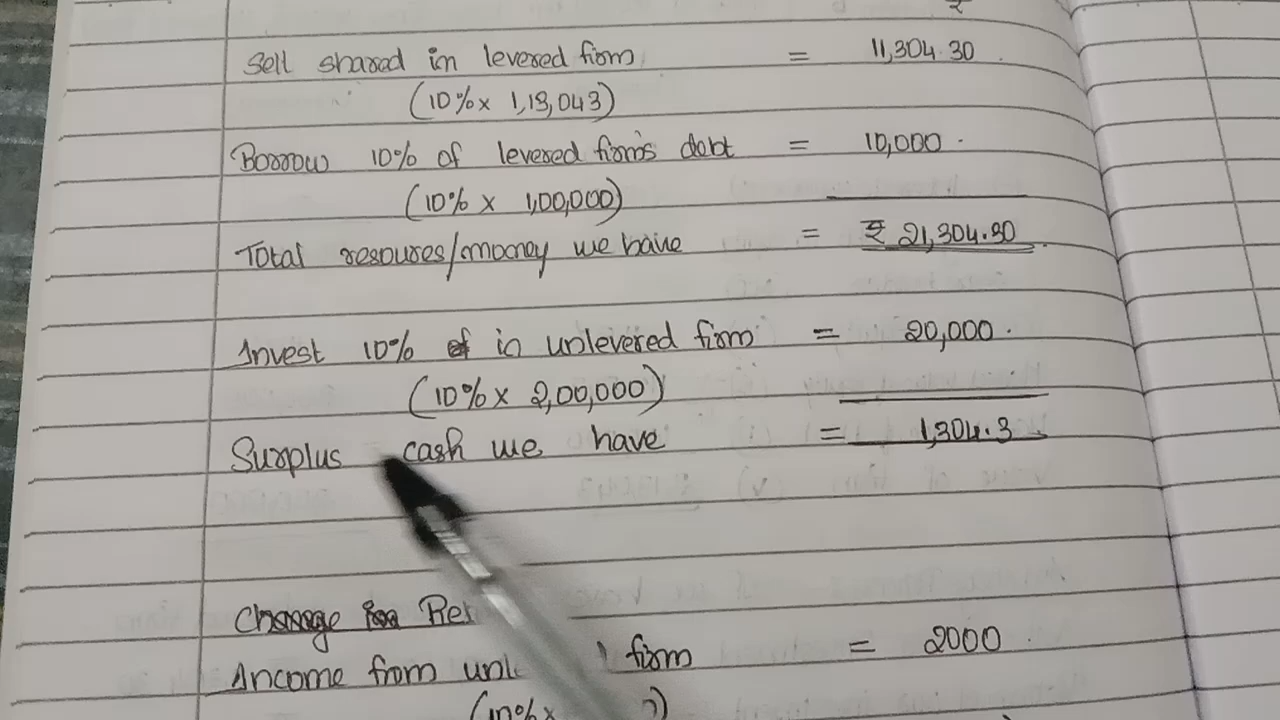 Sell shared in levered firm = 11,304.30
(10% x 1,13,043)
Borrow 10% of levered firm's debt = 10,000.
(10% x 1,00,000)
Total resoures/money we have = ₹ 21,304.30
Invest 10% of in unlevered firm = 20,000.
(10% x 2,00,000)
Surplus cash we have = 1,304.3
Change
Income from firm = 2000
(10% x